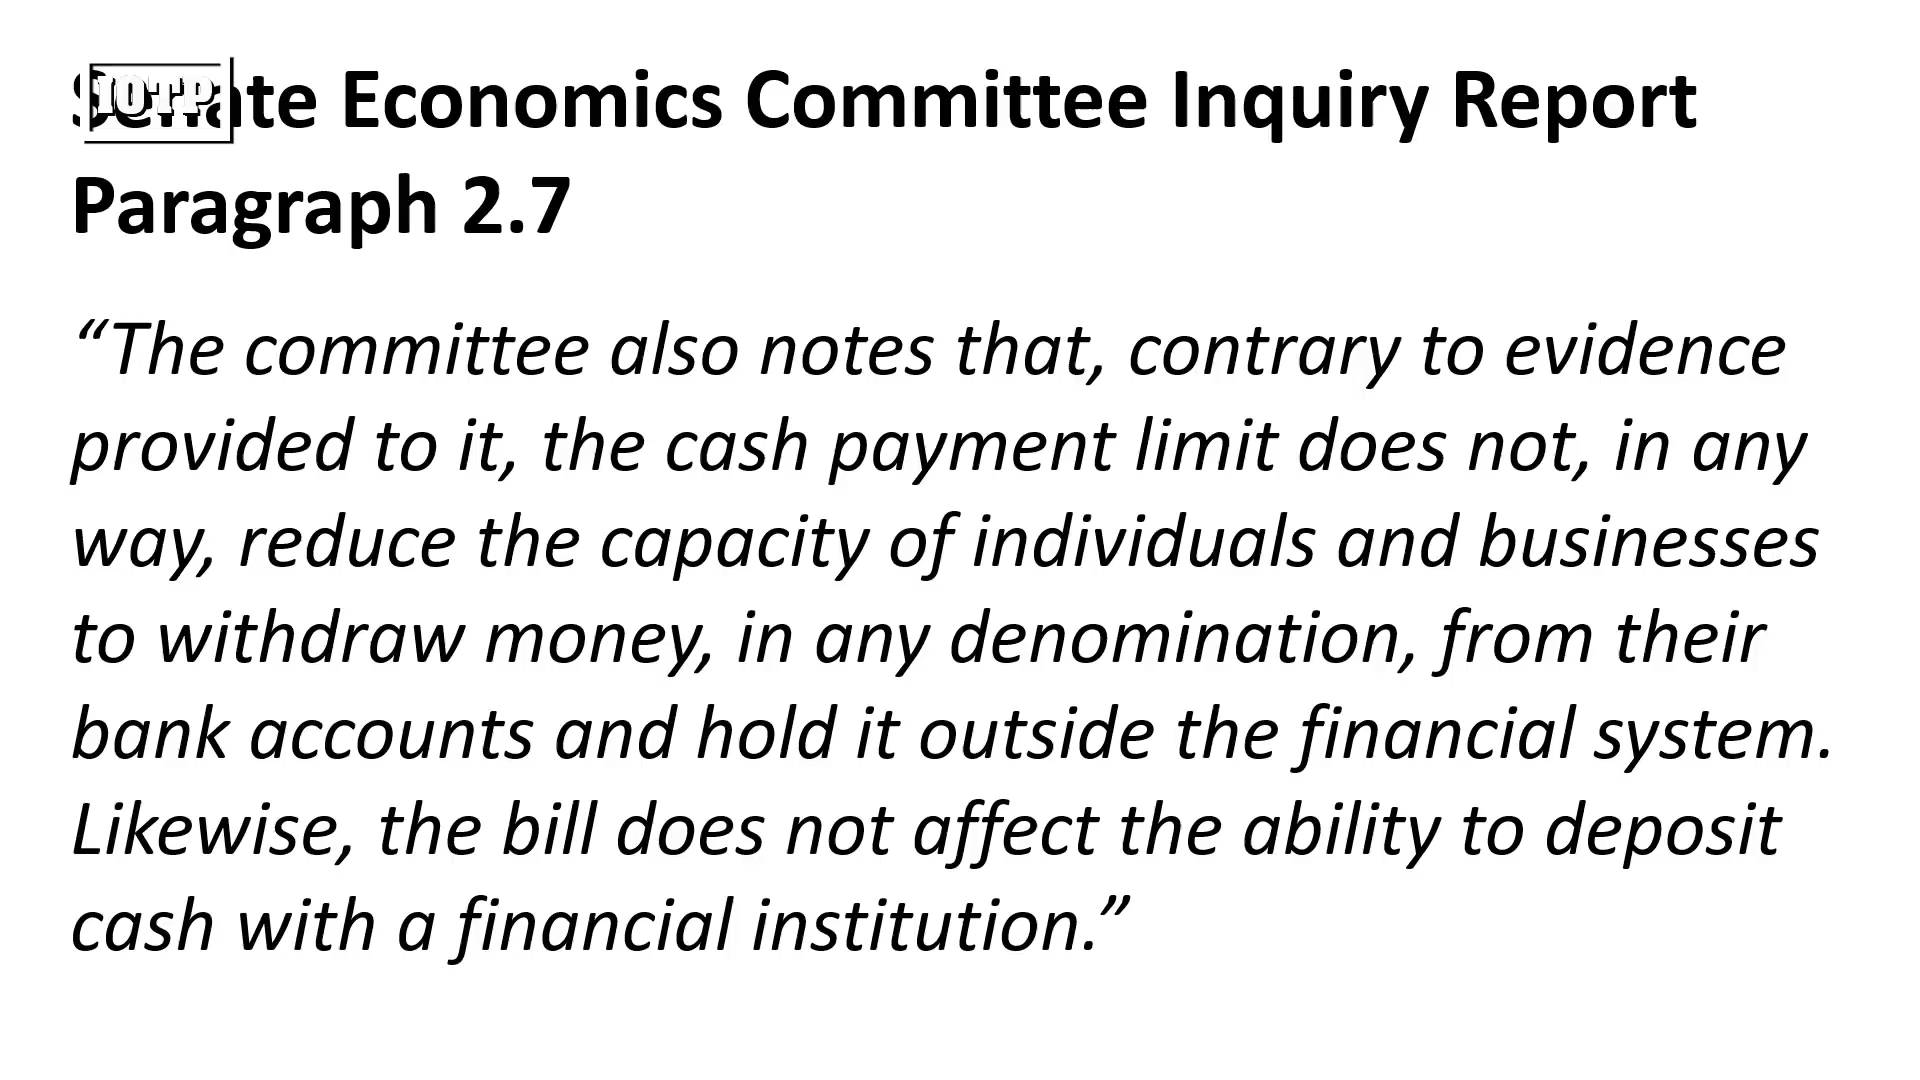 Senate Economics Committee Inquiry Report
Paragraph 2.7
“The committee also notes that, contrary to evidence
provided to it, the cash payment limit does not, in any
way, reduce the capacity of individuals and businesses
to withdraw money, in any denomination, from their
bank accounts and hold it outside the financial system.
Likewise, the bill does not affect the ability to deposit
cash with a financial institution.”
IOTP